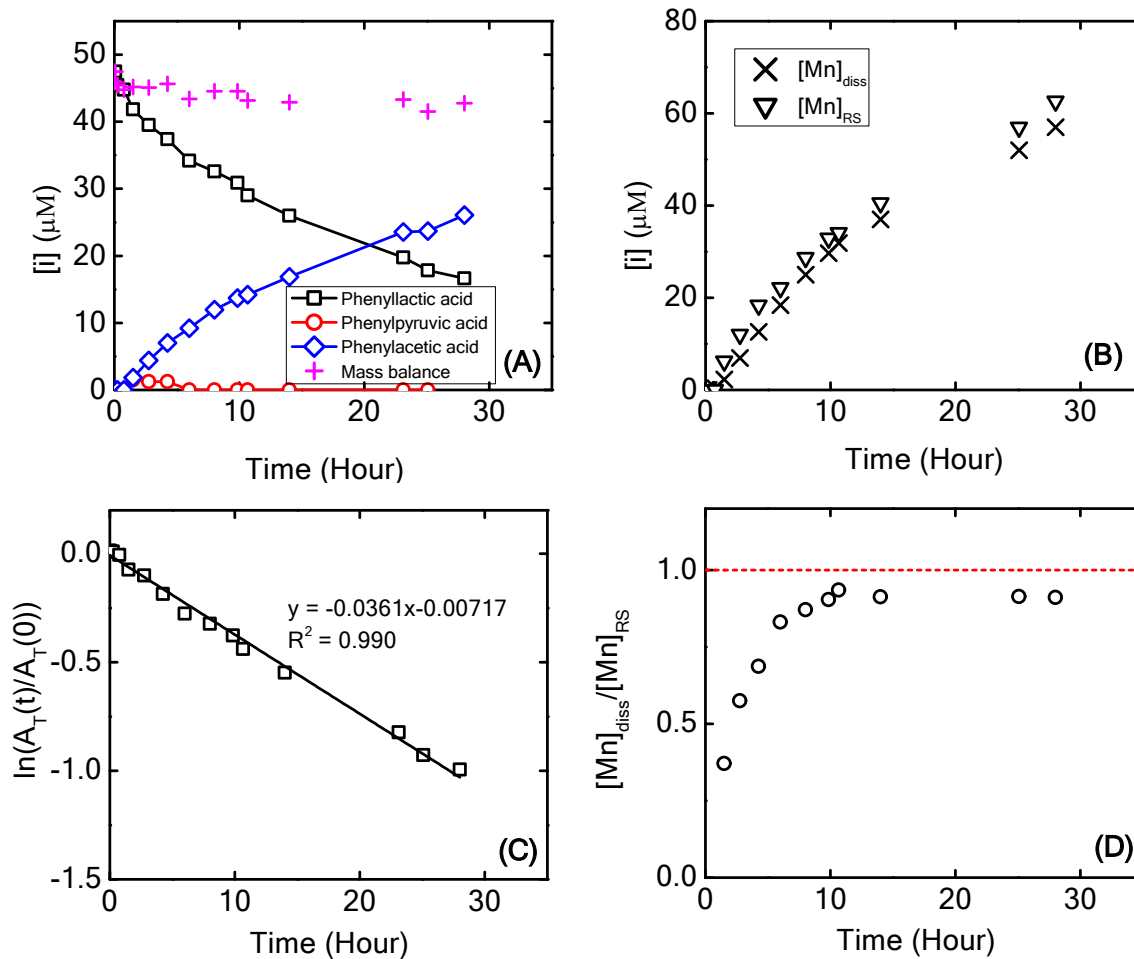 50
40
30
20
10
0
[i] (µM)
Phenyllactic acid
Phenylpyruvic acid
Phenylacetic acid
Mass balance
(A)
0 10 20 30
Time (Hour)
80
60
40
20
0
[i] (µM)
[Mn]diss
[Mn]RS
(B)
0 10 20 30
Time (Hour)
0.0
-0.5
-1.0
-1.5
ln(A_T(t)/A_T(0))
y = -0.0361x-0.00717
R² = 0.990
(C)
0 10 20 30
Time (Hour)
1.0
0.5
0.0
[Mn]diss/[Mn]RS
(D)
0 10 20 30
Time (Hour)